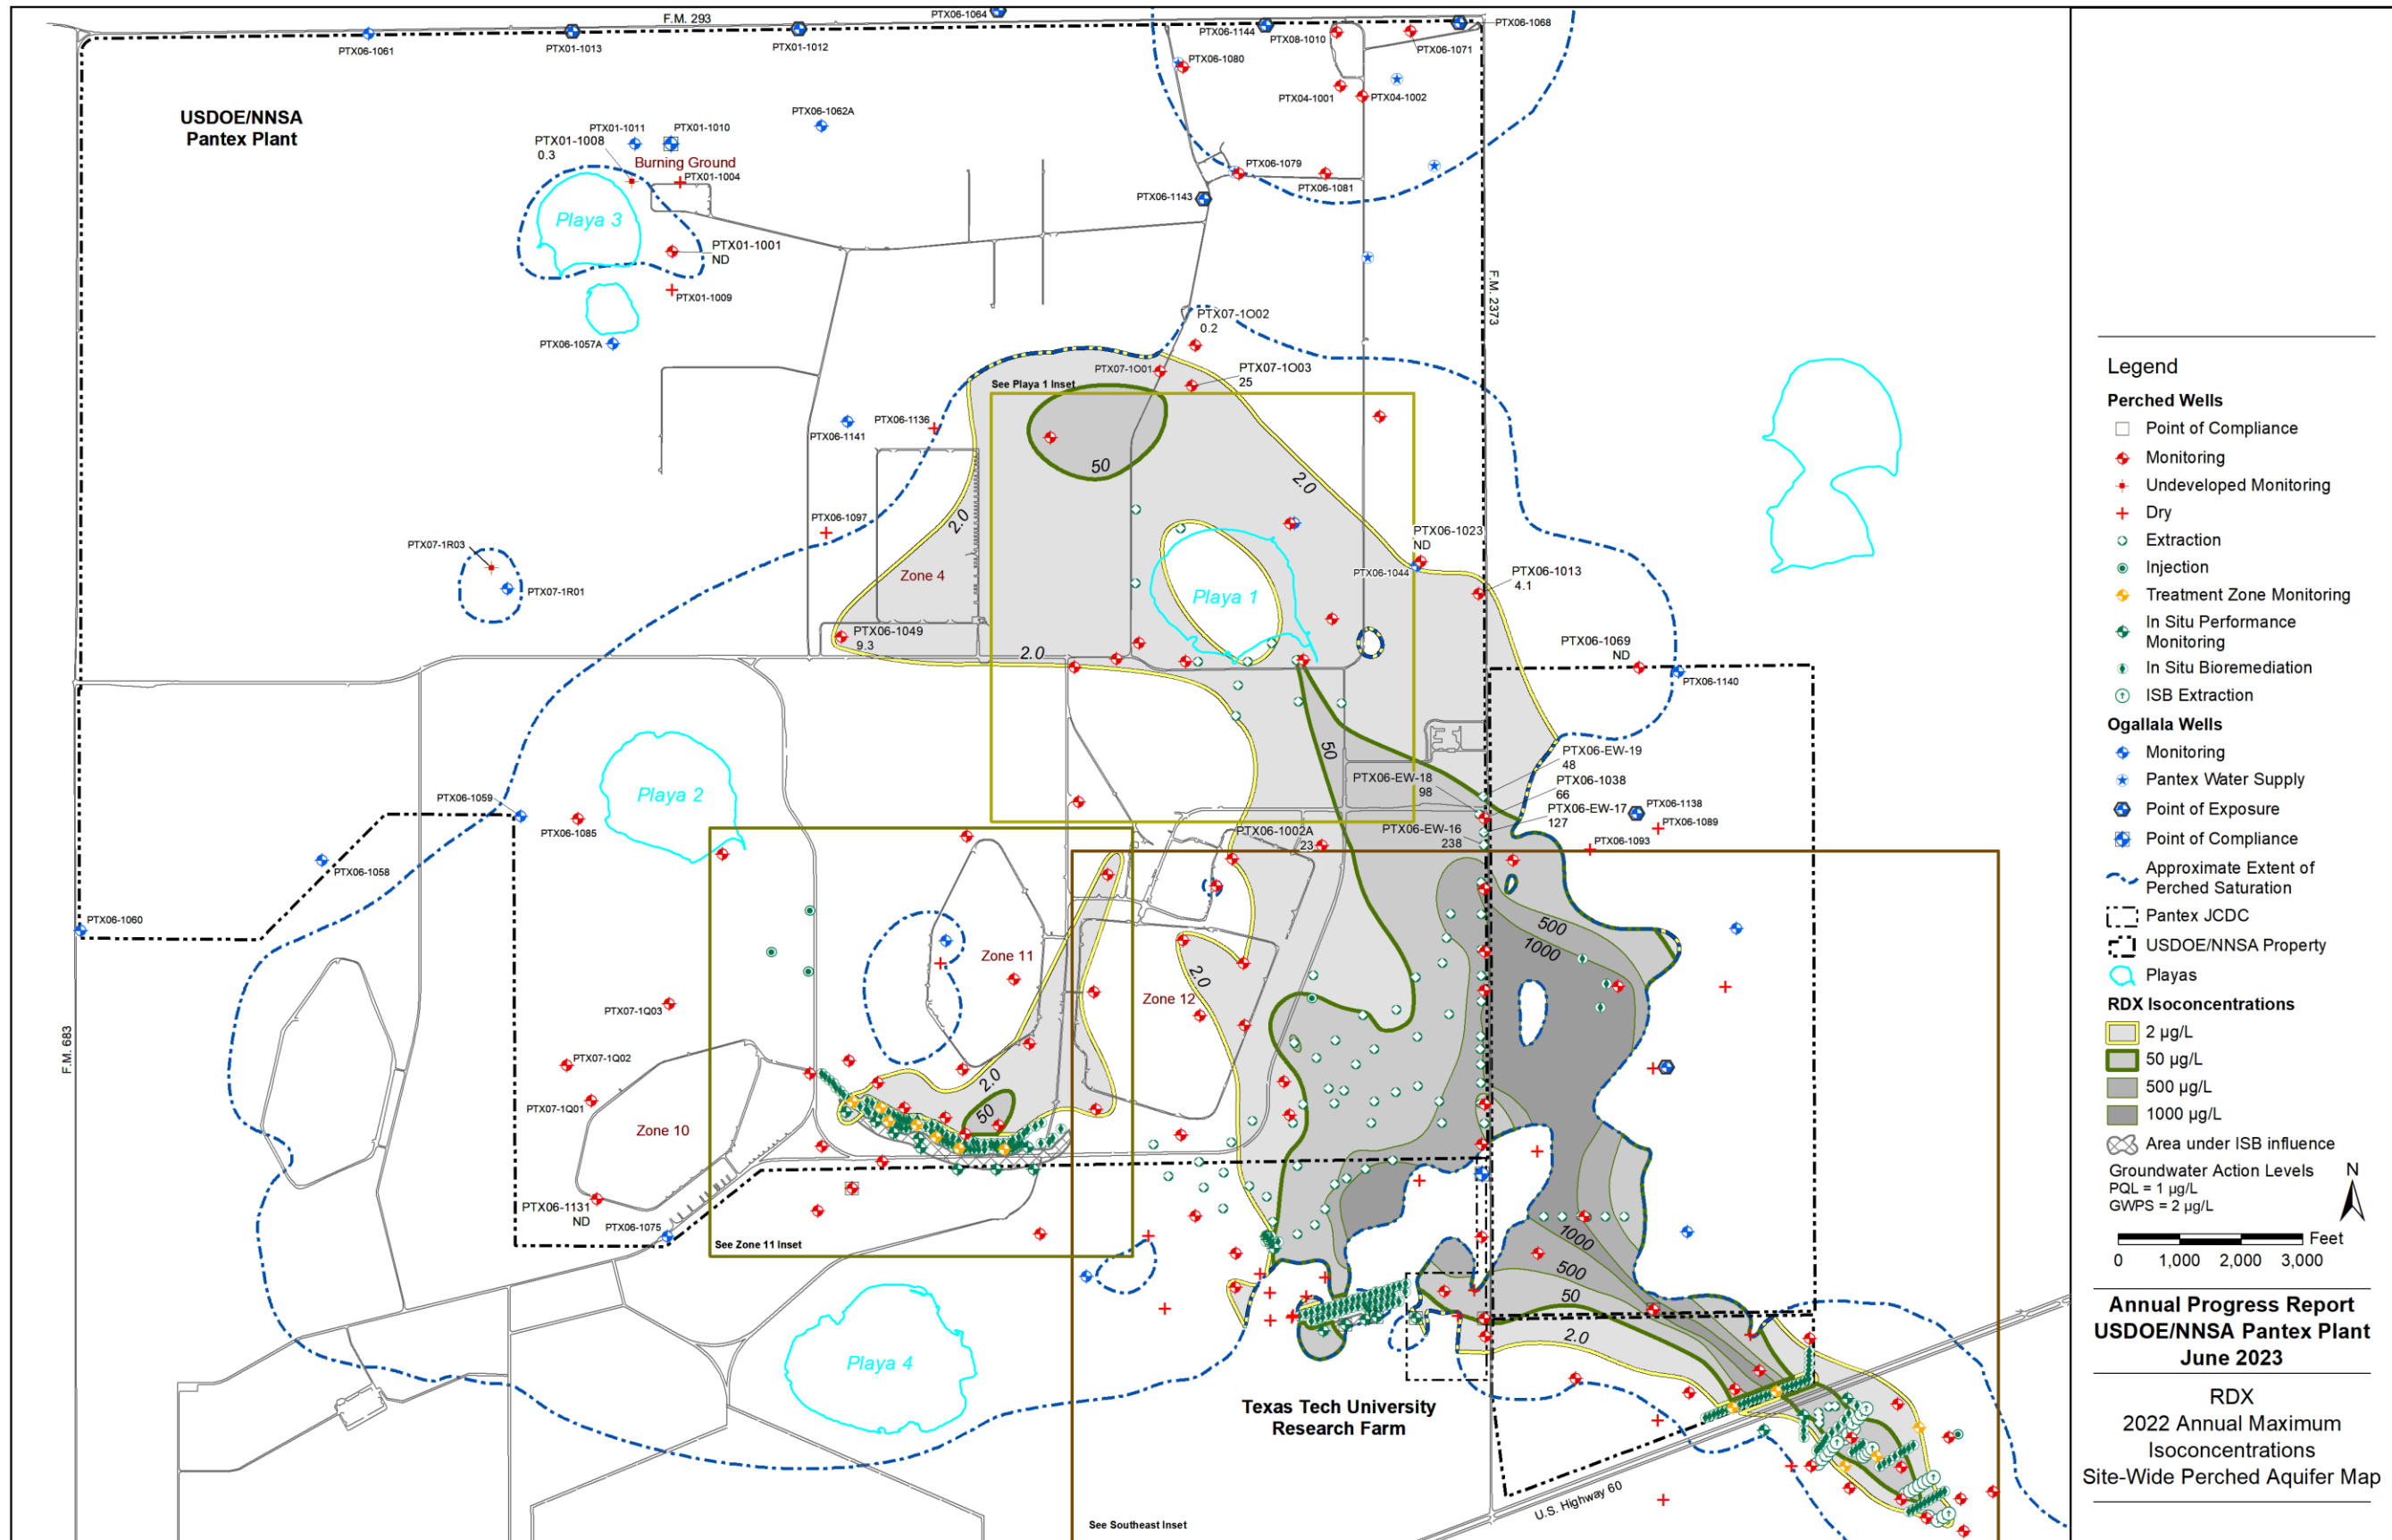 F.M. 293
PTX06-1064
PTX06-1061
PTX01-1013
PTX01-1012
PTX06-1144
PTX08-1010
PTX06-1068
PTX06-1071
PTX06-1080
PTX04-1001
PTX04-1002
USDOE/NNSA
Pantex Plant
PTX06-1062A
PTX01-1011
PTX01-1010
PTX01-1008
0.3
Burning Ground
PTX01-1004
PTX06-1079
PTX06-1081
PTX06-1143
Playa 3
PTX01-1001
ND
PTX01-1009
F.M. 2373
PTX07-1O02
0.2
PTX06-1057A
PTX07-1O01
PTX07-1O03
25
See Playa 1 Inset
PTX06-1136
PTX06-1141
50
2.0
2.0
PTX06-1097
PTX06-1023
ND
PTX07-1R03
PTX06-1044
PTX06-1013
4.1
PTX07-1R01
Zone 4
Playa 1
PTX06-1049
9.3
2.0
PTX06-1069
ND
PTX06-1140
50
PTX06-EW-19
48
PTX06-EW-18
98
PTX06-1038
66
Playa 2
PTX06-1059
PTX06-EW-17
127
PTX06-1138
PTX06-1089
PTX06-1085
PTX06-1002A
23
PTX06-EW-16
238
PTX06-1093
PTX06-1058
PTX06-1060
500
1000
Zone 11
2.0
Zone 12
PTX07-1Q03
F.M. 683
PTX07-1Q02
2.0
PTX07-1Q01
50
Zone 10
PTX06-1131
ND
PTX06-1075
See Zone 11 Inset
1000
500
50
2.0
Playa 4
Texas Tech University
Research Farm
U.S. Highway 60
See Southeast Inset
Legend
Perched Wells
Point of Compliance
Monitoring
Undeveloped Monitoring
Dry
Extraction
Injection
Treatment Zone Monitoring
In Situ Performance
Monitoring
In Situ Bioremediation
ISB Extraction
Ogallala Wells
Monitoring
Pantex Water Supply
Point of Exposure
Point of Compliance
Approximate Extent of
Perched Saturation
Pantex JCDC
USDOE/NNSA Property
Playas
RDX Isoconcentrations
2 µg/L
50 µg/L
500 µg/L
1000 µg/L
Area under ISB influence
Groundwater Action Levels
PQL = 1 µg/L
GWPS = 2 µg/L
N
Feet
0 1,000 2,000 3,000
Annual Progress Report
USDOE/NNSA Pantex Plant
June 2023
RDX
2022 Annual Maximum
Isoconcentrations
Site-Wide Perched Aquifer Map